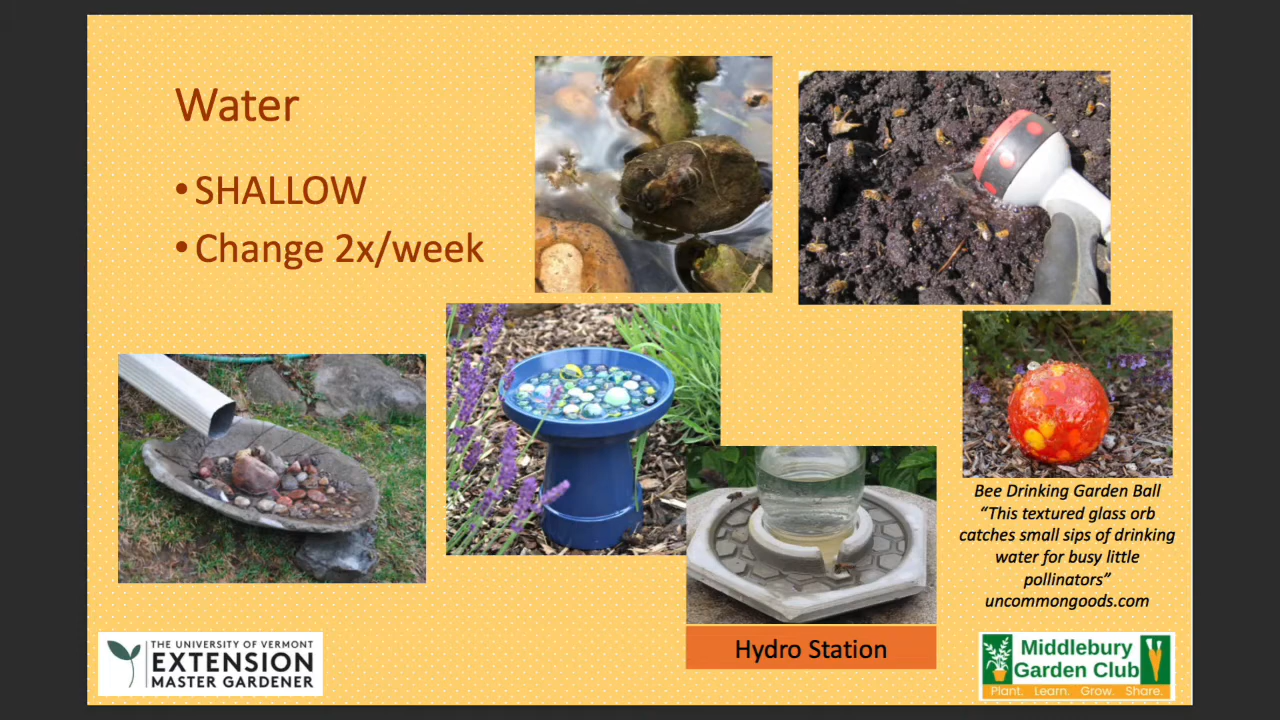 Water
• SHALLOW
• Change 2x/week
Bee Drinking Garden Ball
“This textured glass orb
catches small sips of drinking
water for busy little
pollinators”
uncommongoods.com
Hydro Station
THE UNIVERSITY OF VERMONT
EXTENSION
MASTER GARDENER
Middlebury
Garden Club
Plant. Learn. Grow. Share.